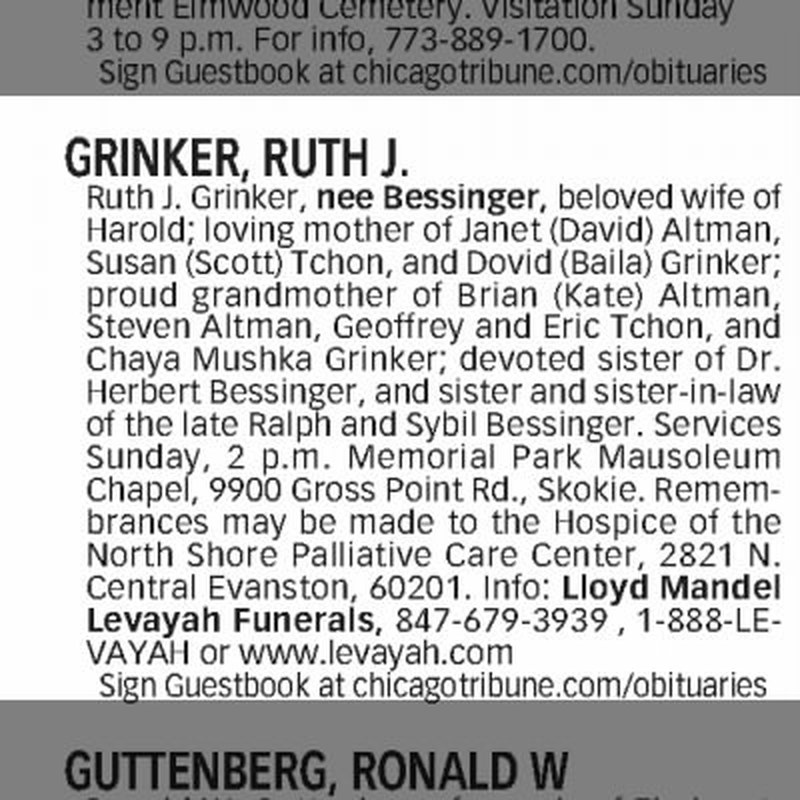 ment Elmwood Cemetery. Visitation Sunday
3 to 9 p.m. For info, 773-889-1700.
Sign Guestbook at chicagotribune.com/obituaries
GRINKER, RUTH J.
Ruth J. Grinker, nee Bessinger, beloved wife of
Harold; loving mother of Janet (David) Altman,
Susan (Scott) Tchon, and Dovid (Baila) Grinker;
proud grandmother of Brian (Kate) Altman,
Steven Altman, Geoffrey and Eric Tchon, and
Chaya Mushka Grinker; devoted sister of Dr.
Herbert Bessinger, and sister and sister-in-law
of the late Ralph and Sybil Bessinger. Services
Sunday, 2 p.m. Memorial Park Mausoleum
Chapel, 9900 Gross Point Rd., Skokie. Remem-
brances may be made to the Hospice of the
North Shore Palliative Care Center, 2821 N.
Central Evanston, 60201. Info: Lloyd Mandel
Levayah Funerals, 847-679-3939 , 1-888-LE-
VAYAH or www.levayah.com
Sign Guestbook at chicagotribune.com/obituaries
GUTTENBERG, RONALD W